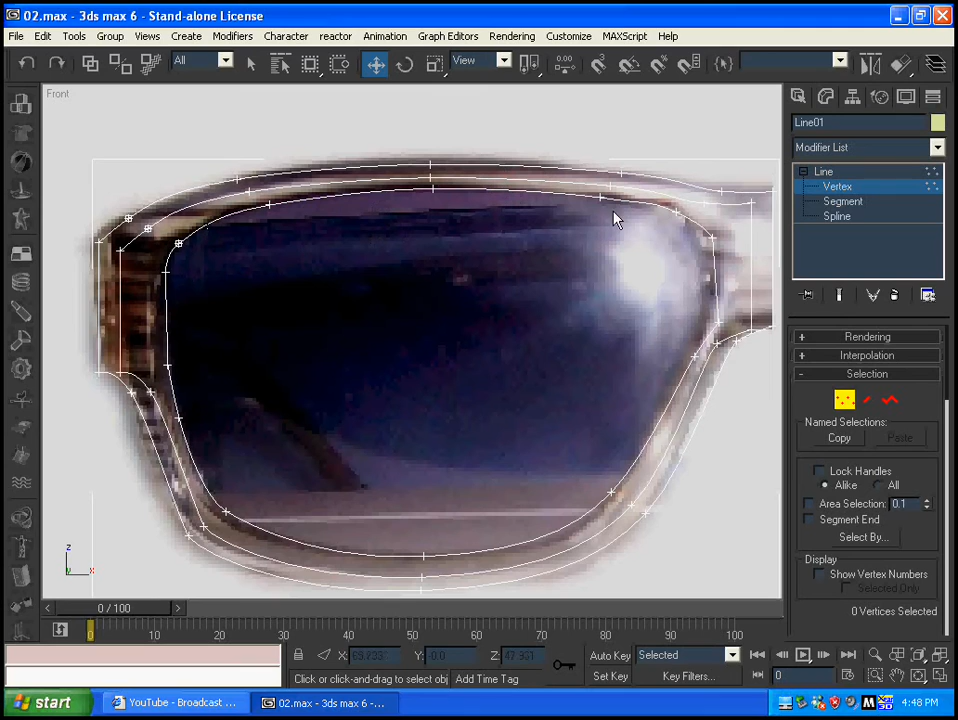 02.max - 3ds max 6 - Stand-alone License
File Edit Tools Group Views Create Modifiers Character reactor Animation Graph Editors Rendering Customize MAXScript Help
All View
Front
Line01
Modifier List
Line
Vertex
Segment
Spline
+ Rendering
+ Interpolation
- Selection
Named Selections:
Copy Paste
Lock Handles
Alike All
Area Selection: 0.1
Segment End
Select By...
Display
Show Vertex Numbers
Selected Only
0 Vertices Selected
z
y x
0 / 100
0 10 20 30 40 50 60 70 80 90 100
X: Y: -0.0 Z: Auto Key Selected
Click or click-and-drag to select obj Add Time Tag Set Key Key Filters... 0
start YouTube - Broadcast ... 02.max - 3ds max 6 - ... 4:48 PM